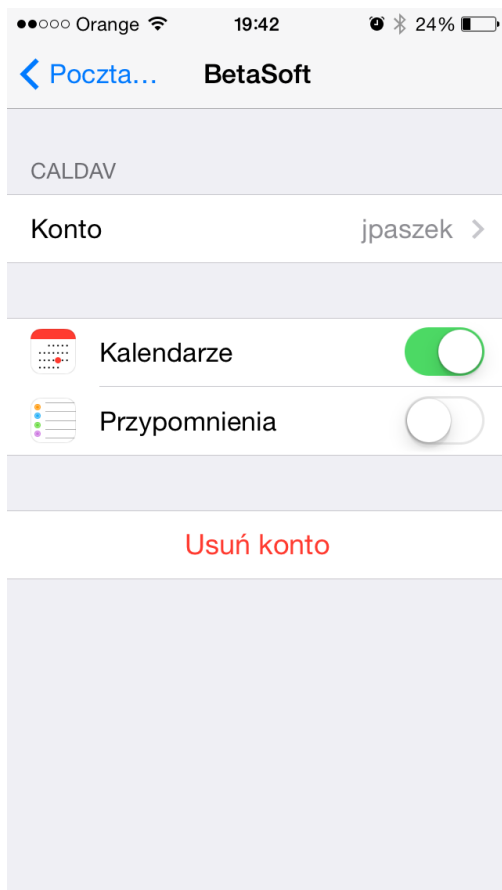 Orange 19:42 24%
Poczta... BetaSoft
CALDAV
Konto jpaszek
Kalendarze
Przypomnienia
Usuń konto